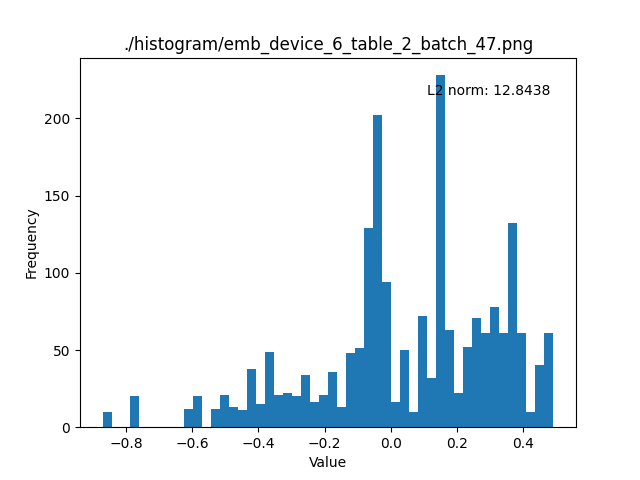 ./histogram/emb_device_6_table_2_batch_47.png
L2 norm: 12.8438
Frequency
200
150
100
50
0
−0.8 −0.6 −0.4 −0.2 0.0 0.2 0.4
Value